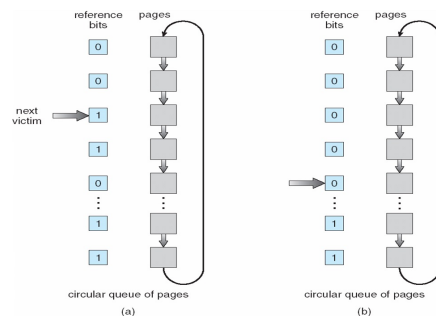 reference
bits
pages
0
0
next
victim
1
1
0
1
1
circular queue of pages
(a)
reference
bits
pages
0
0
0
0
0
1
1
circular queue of pages
(b)